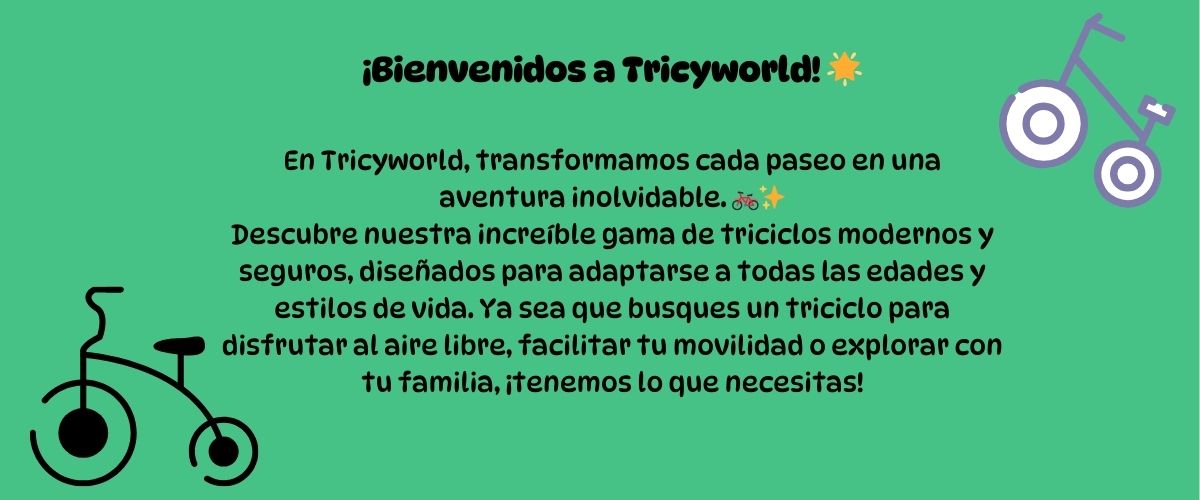 ¡Bienvenidos a Tricyworld! 🌟
En Tricyworld, transformamos cada paseo en una
aventura inolvidable. 🚲✨
Descubre nuestra increíble gama de triciclos modernos y
seguros, diseñados para adaptarse a todas las edades y
estilos de vida. Ya sea que busques un triciclo para
disfrutar al aire libre, facilitar tu movilidad o explorar con
tu familia, ¡tenemos lo que necesitas!